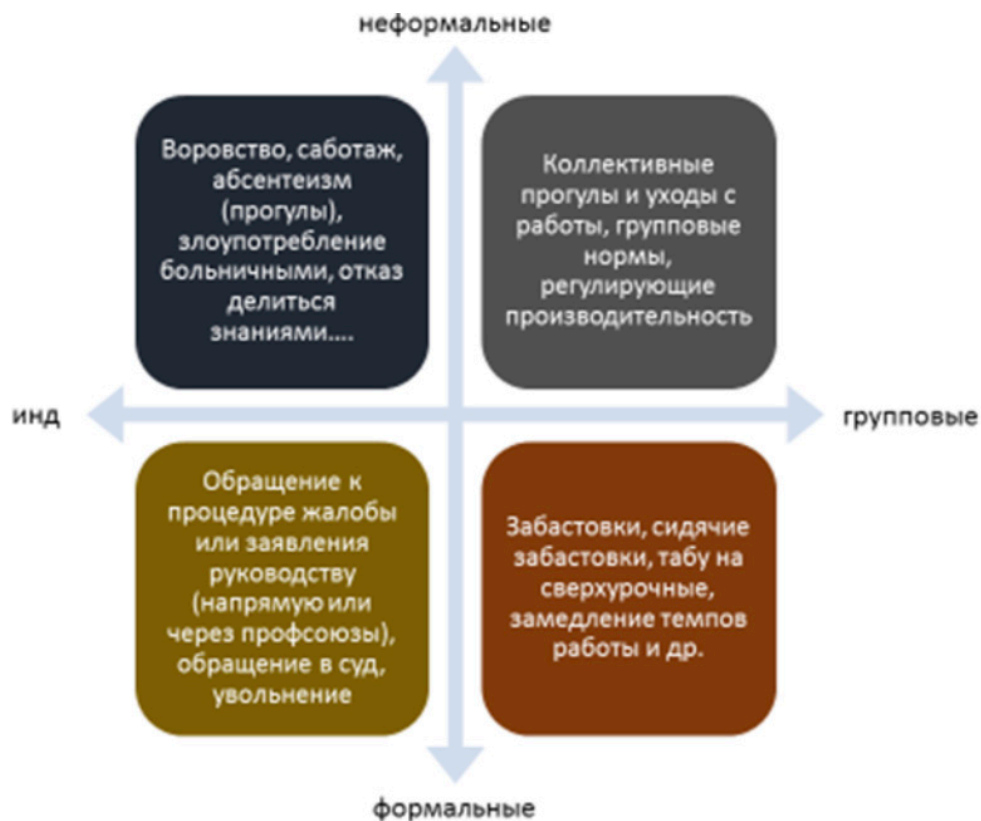 неформальные
Воровство, саботаж,
абсентеизм
(прогулы),
злоупотребление
больничными, отказ
делиться
знаниями....
Коллективные
прогулы и уходы с
работы, групповые
нормы,
регулирующие
производительность
инд
групповые
Обращение к
процедуре жалобы
или заявления
руководству
(напрямую или
через профсоюзы),
обращение в суд,
увольнение
Забастовки, сидячие
забастовки, табу на
сверхурочные,
замедление темпов
работы и др.
формальные